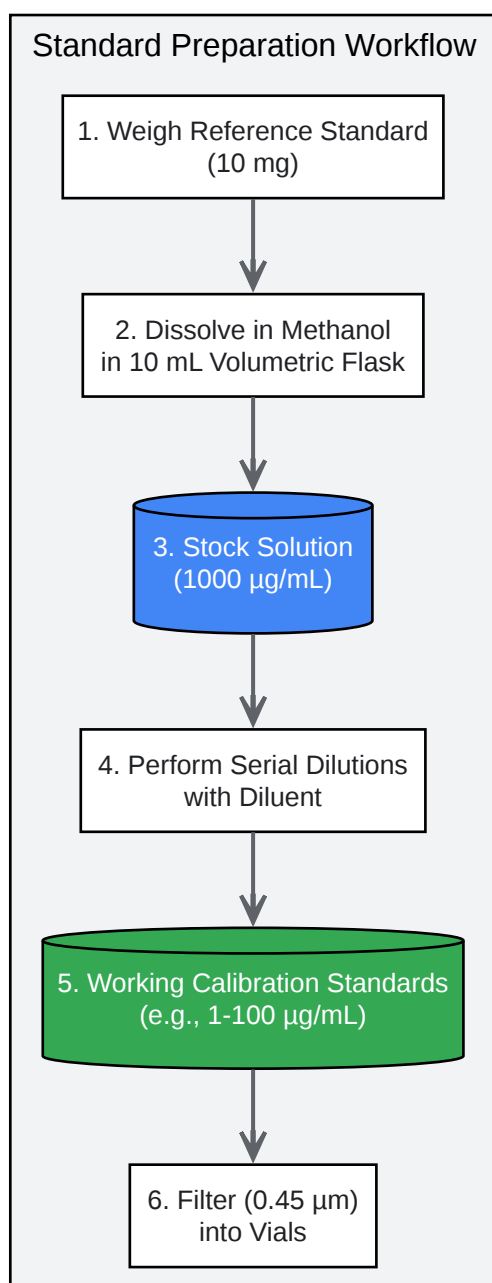 Standard Preparation Workflow
1. Weigh Reference Standard
(10 mg)
2. Dissolve in Methanol
in 10 mL Volumetric Flask
3. Stock Solution
(1000 µg/mL)
4. Perform Serial Dilutions
with Diluent
5. Working Calibration Standards
(e.g., 1-100 µg/mL)
6. Filter (0.45 µm)
into Vials